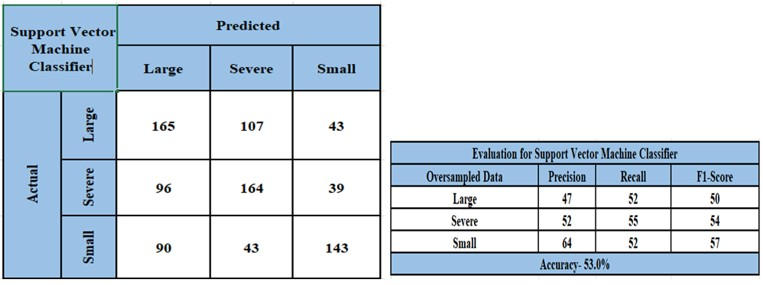 Support Vector
Machine
Classifier
Predicted
Large Severe Small
Actual
Large 165 107 43
Severe 96 164 39
Small 90 43 143
Evaluation for Support Vector Machine Classifier
Oversampled Data Precision Recall F1-Score
Large 47 52 50
Severe 52 55 54
Small 64 52 57
Accuracy- 53.0%